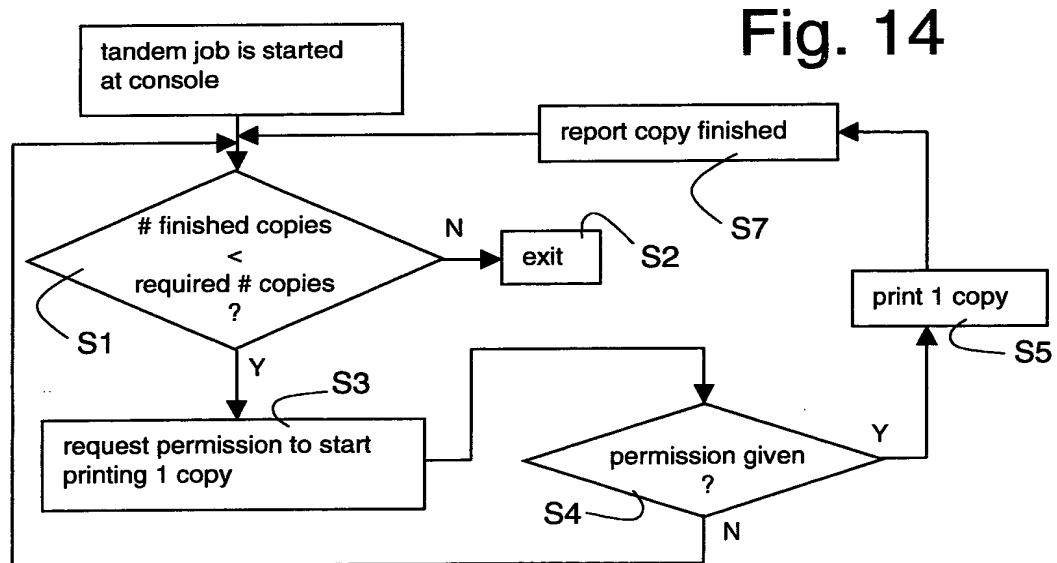 Fig. 14
tandem job is started
at console
report copy finished
S7
# finished copies
<
required # copies
?
N
exit
S2
S1
print 1 copy
S5
Y
S3
request permission to start
printing 1 copy
permission given
?
Y
S4
N